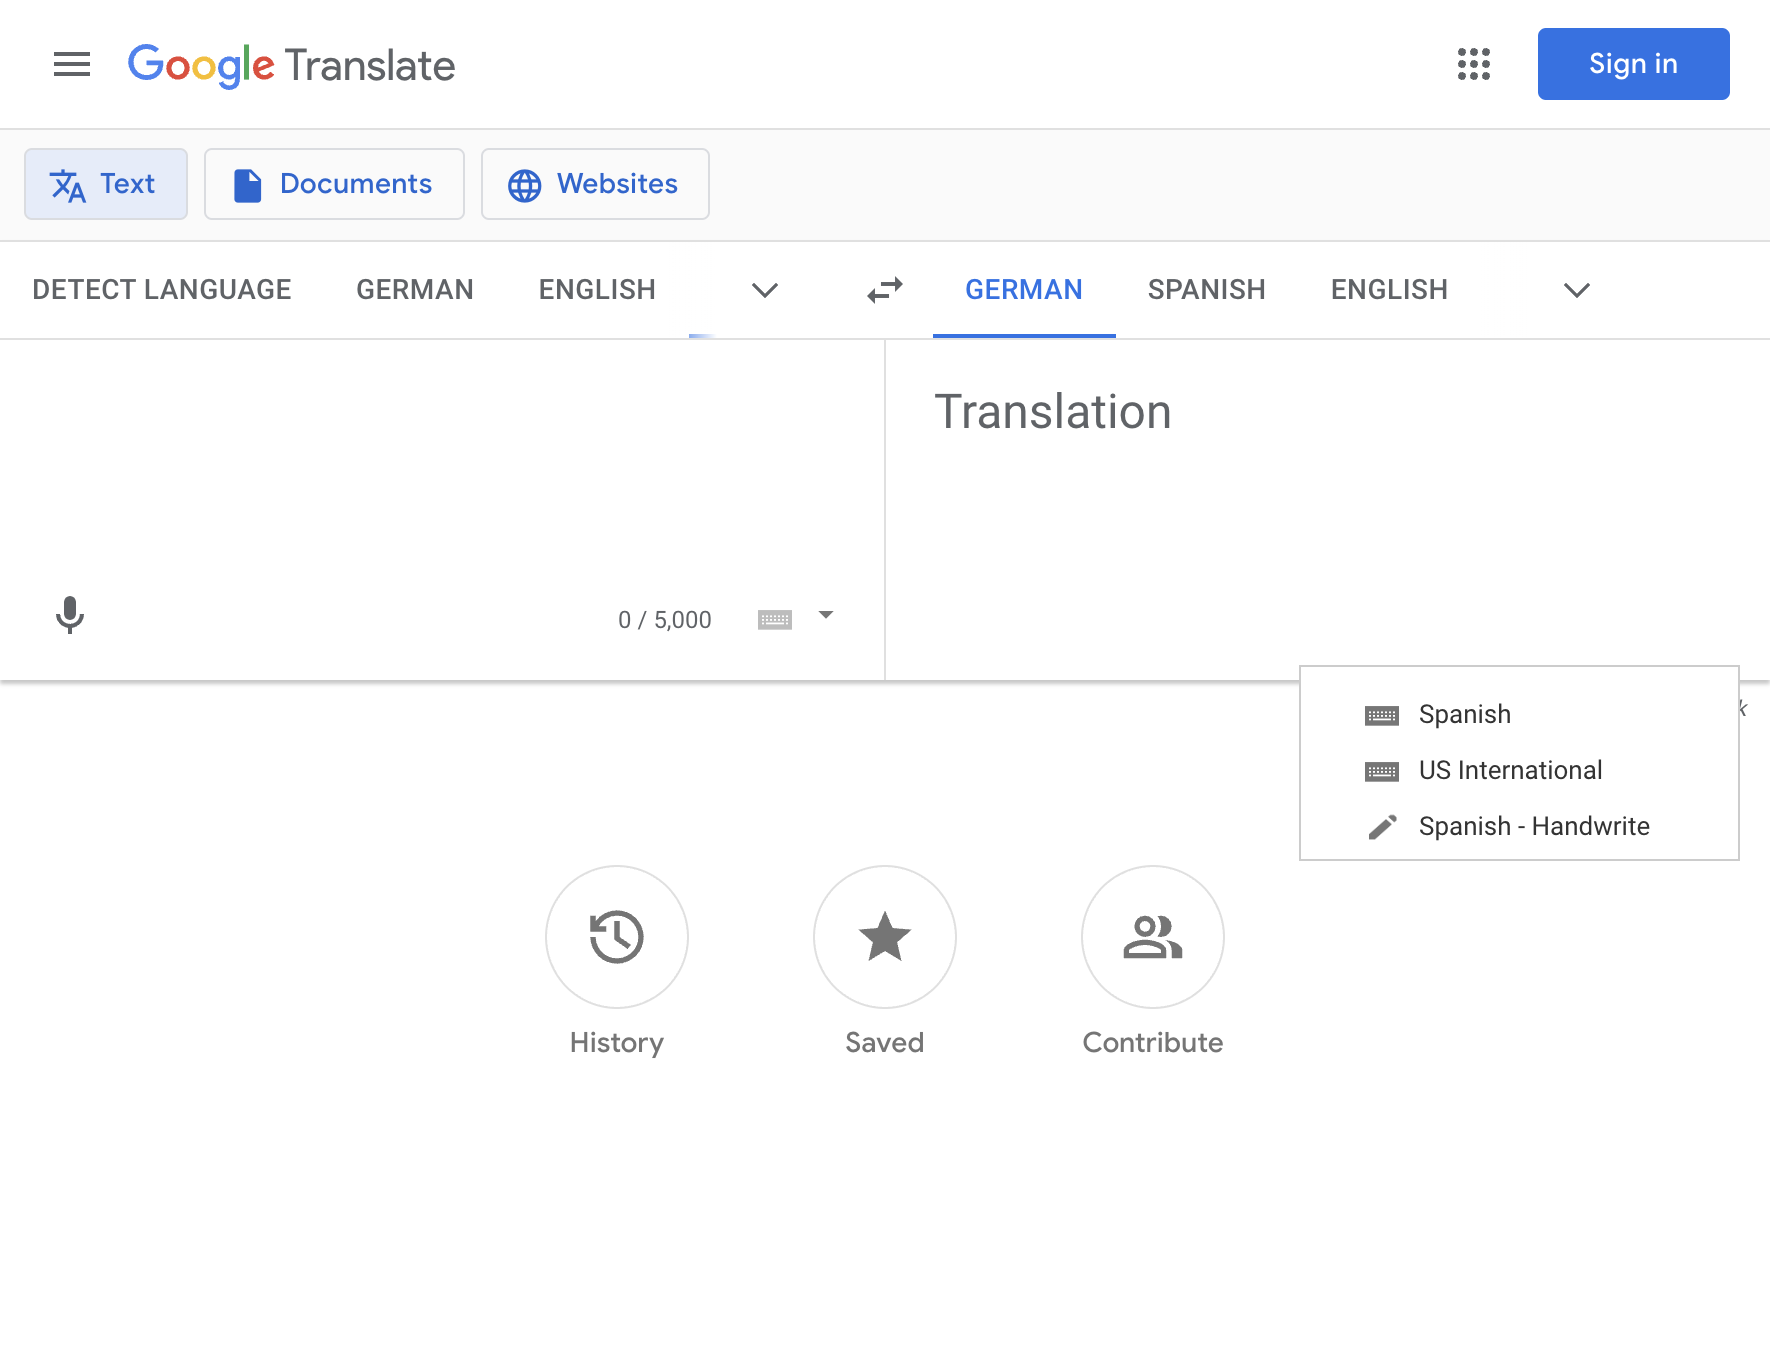 Google Translate
Sign in
Text
Documents
Websites
DETECT LANGUAGE
GERMAN
ENGLISH
GERMAN
SPANISH
ENGLISH
Translation
0 / 5,000
Spanish
US International
Spanish - Handwrite
History
Saved
Contribute